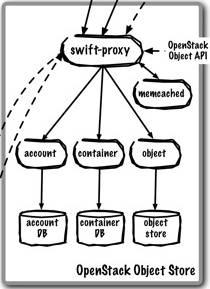 swift-proxy
OpenStack
Object API
memcached
account
container
object
account
DB
container
DB
object
store
OpenStack Object Store